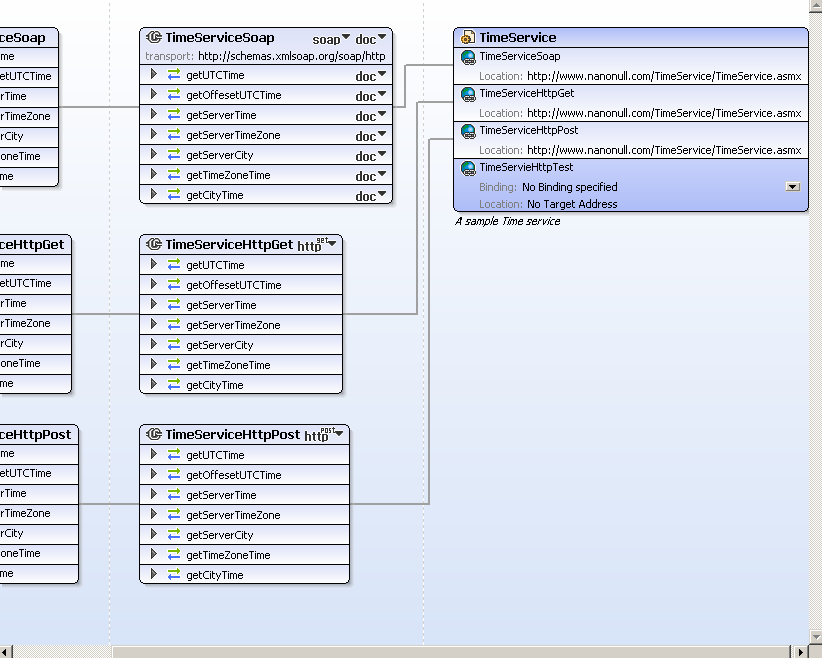 ceSoap
me
etUTCTime
rTime
rTimeZone
rCity
oneTime
me
TimeServiceSoap soap doc
transport: http://schemas.xmlsoap.org/soap/http
getUTCTime doc
getOffesetUTCTime doc
getServerTime doc
getServerTimeZone doc
getServerCity doc
getTimeZoneTime doc
getCityTime doc
TimeService
TimeServiceSoap
Location: http://www.nanonull.com/TimeService/TimeService.asmx
TimeServiceHttpGet
Location: http://www.nanonull.com/TimeService/TimeService.asmx
TimeServiceHttpPost
Location: http://www.nanonull.com/TimeService/TimeService.asmx
TimeServieHttpTest
Binding: No Binding specified
Location: No Target Address
A sample Time service
ceHttpGet
me
etUTCTime
rTime
rTimeZone
rCity
oneTime
me
TimeServiceHttpGet http get
getUTCTime
getOffesetUTCTime
getServerTime
getServerTimeZone
getServerCity
getTimeZoneTime
getCityTime
ceHttpPost
me
etUTCTime
rTime
rTimeZone
rCity
oneTime
me
TimeServiceHttpPost http post
getUTCTime
getOffesetUTCTime
getServerTime
getServerTimeZone
getServerCity
getTimeZoneTime
getCityTime